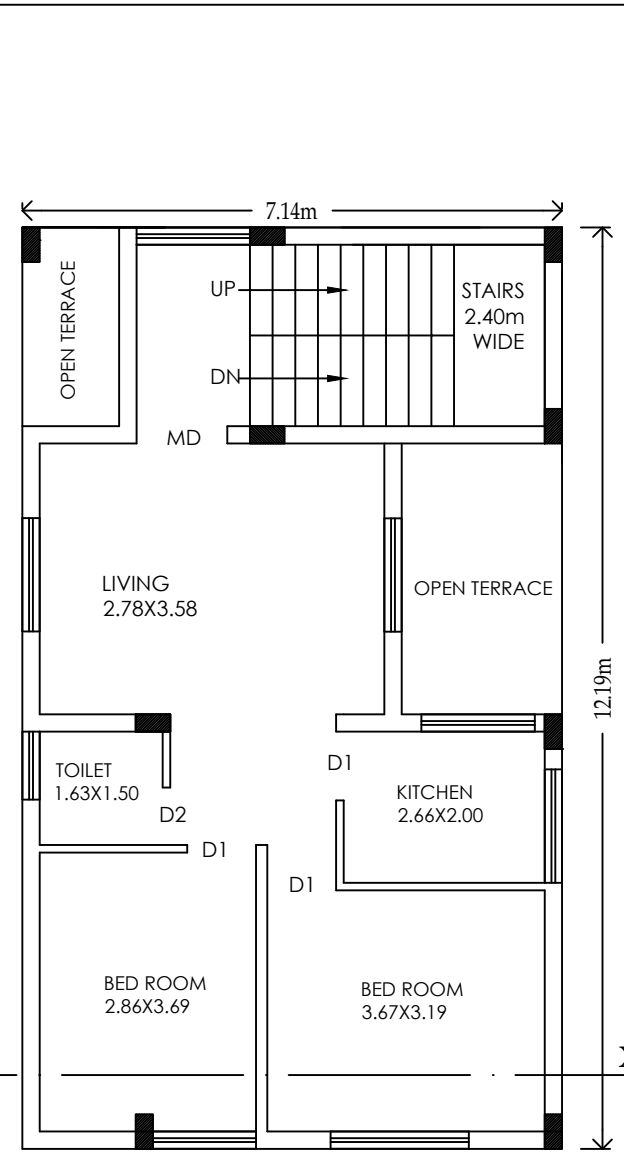 7.14m
OPEN TERRACE
UP
STAIRS
2.40m
WIDE
DN
MD
LIVING
2.78X3.58
OPEN TERRACE
12.19m
D1
TOILET
1.63X1.50
KITCHEN
2.66X2.00
D2
D1
D1
BED ROOM
2.86X3.69
BED ROOM
3.67X3.19